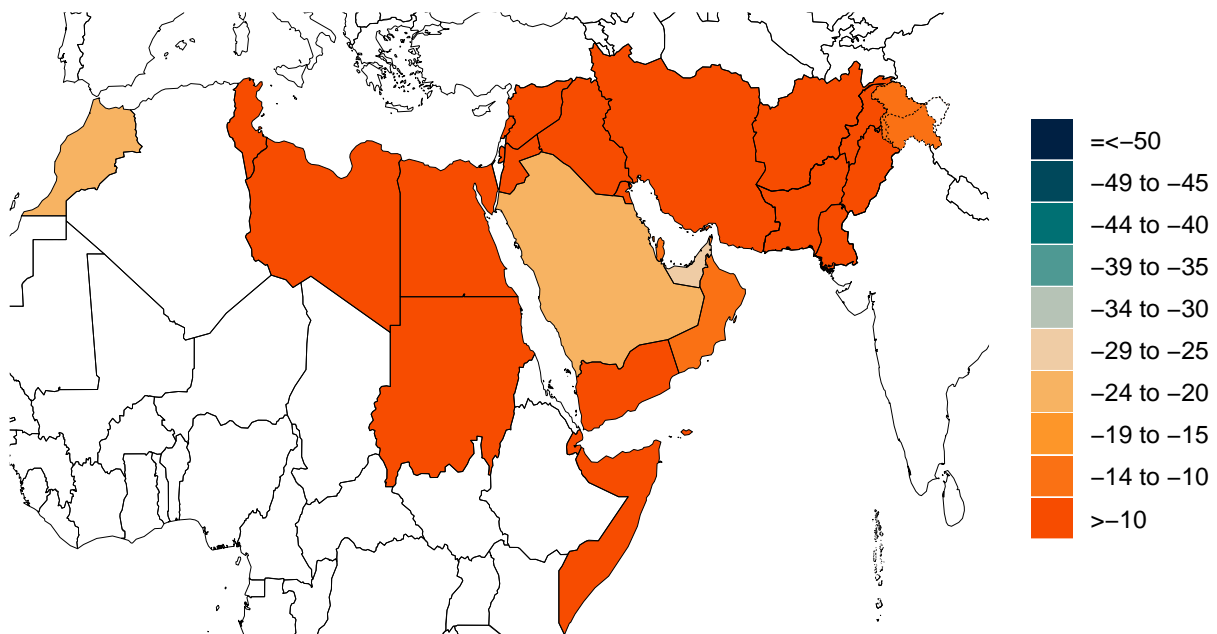 =<−50
−49 to −45
−44 to −40
−39 to −35
−34 to −30
−29 to −25
−24 to −20
−19 to −15
−14 to −10
>−10